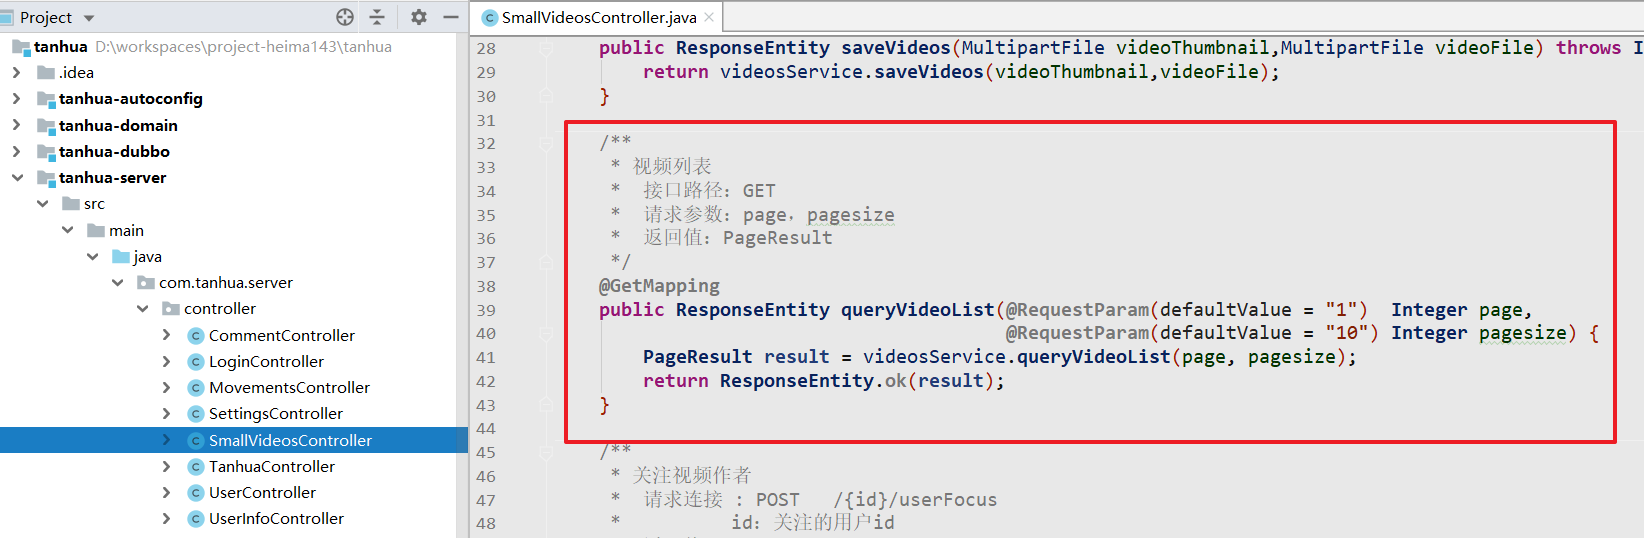 Project
tanhua D:\workspaces\project-heima143\tanhua
.idea
tanhua-autoconfig
tanhua-domain
tanhua-dubbo
tanhua-server
src
main
java
com.tanhua.server
controller
CommentController
LoginController
MovementsController
SettingsController
SmallVideosController
TanhuaController
UserController
UserInfoController
SmallVideosController.java
28 public ResponseEntity saveVideos(MultipartFile videoThumbnail,MultipartFile videoFile) throws I
29 return videosService.saveVideos(videoThumbnail,videoFile);
30 }
31
32 /**
33 * 视频列表
34 * 接口路径：GET
35 * 请求参数：page，pagesize
36 * 返回值：PageResult
37 */
38 @GetMapping
39 public ResponseEntity queryVideoList(@RequestParam(defaultValue = "1") Integer page,
40 @RequestParam(defaultValue = "10") Integer pagesize) {
41 PageResult result = videosService.queryVideoList(page, pagesize);
42 return ResponseEntity.ok(result);
43 }
44
45 /**
46 * 关注视频作者
47 * 请求连接 : POST /{id}/userFocus
48 * id：关注的用户id